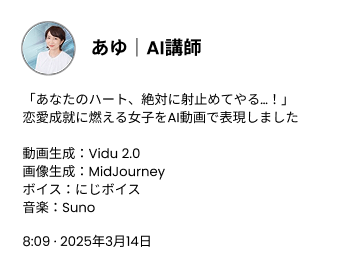 あゆ｜AI講師
「あなたのハート、絶対に射止めてやる…！」
恋愛成就に燃える女子をAI動画で表現しました
動画生成：Vidu 2.0
画像生成：MidJourney
ボイス：にじボイス
音楽：Suno
8:09 · 2025年3月14日